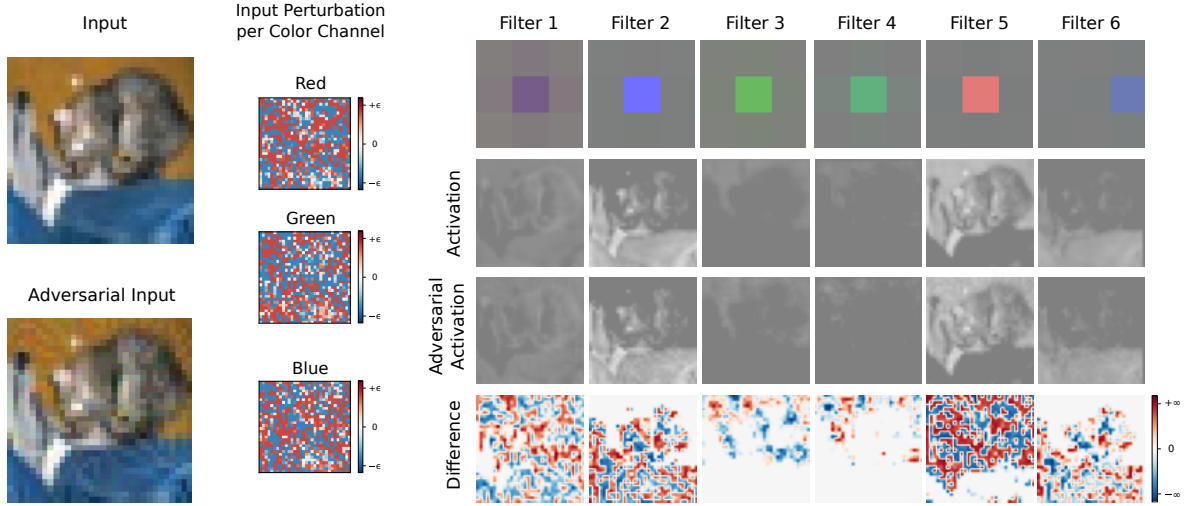 Input
Input Perturbation
per Color Channel
Filter 1
Filter 2
Filter 3
Filter 4
Filter 5
Filter 6
Red
+ε
0
−ε
Green
+ε
0
−ε
Blue
+ε
0
−ε
Adversarial Input
Activation
Adversarial
Activation
Difference
+∞
0
−∞